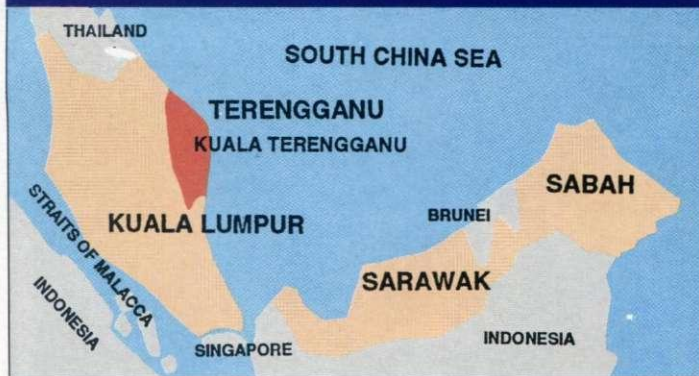 THAILAND
SOUTH CHINA SEA
TERENGGANU
KUALA TERENGGANU
SABAH
KUALA LUMPUR
BRUNEI
STRAITS OF MALACCA
SARAWAK
INDONESIA
SINGAPORE
INDONESIA